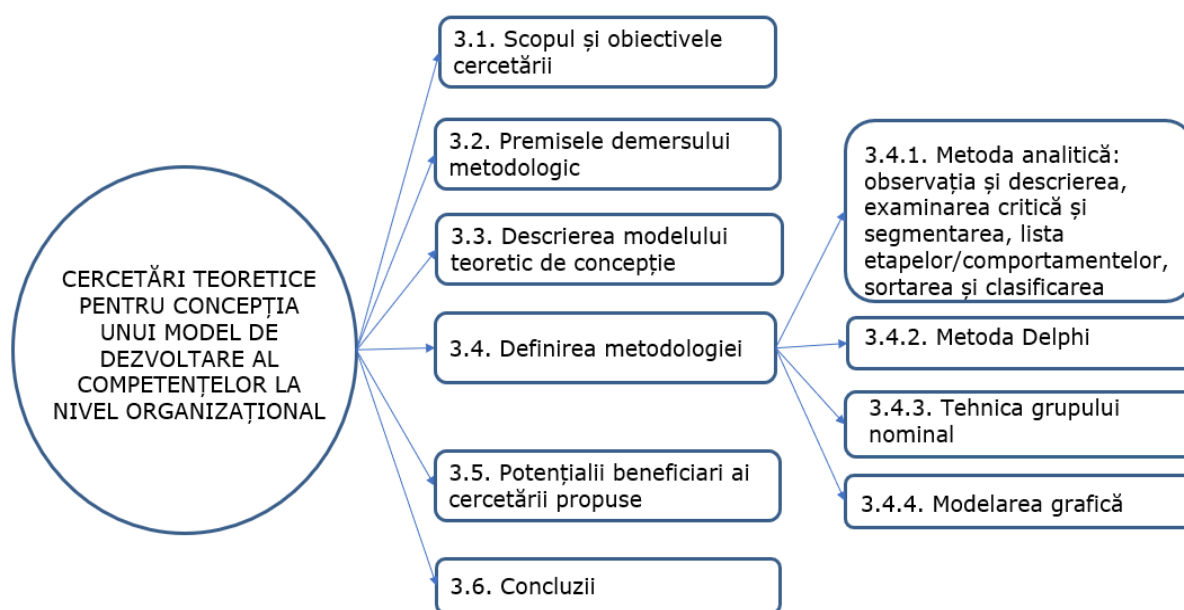 CERCETĂRI TEORETICE
PENTRU CONCEPȚIA
UNUI MODEL DE
DEZVOLTARE AL
COMPETENȚELOR LA
NIVEL ORGANIZAȚIONAL
3.1. Scopul și obiectivele
cercetării
3.2. Premisele demersului
metodologic
3.3. Descrierea modelului
teoretic de concepție
3.4. Definirea metodologiei
3.4.1. Metoda analitică:
observația și descrierea,
examinarea critică și
segmentarea, lista
etapelor/comportamentelor,
sortarea și clasificarea
3.4.2. Metoda Delphi
3.4.3. Tehnica grupului
nominal
3.4.4. Modelarea grafică
3.5. Potențialii beneficiari ai
cercetării propuse
3.6. Concluzii